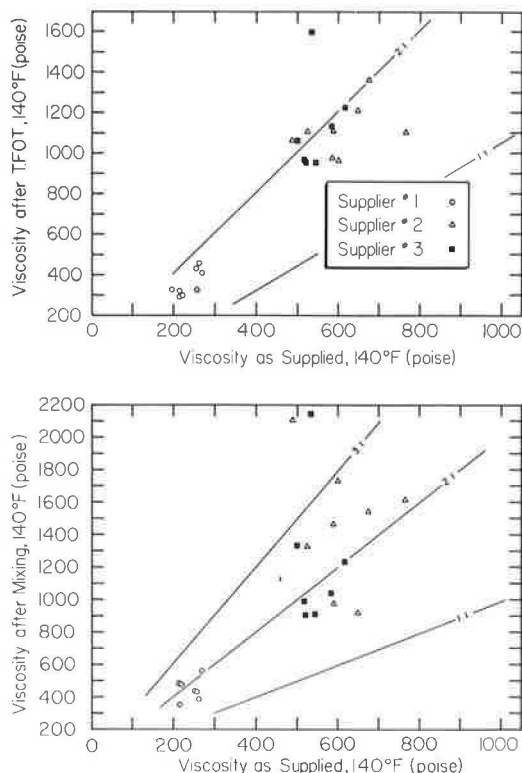 1600
1400
1200
1000
800
600
400
200
Viscosity after T.FOT, 140°F (poise)
2:1
1:1
Supplier # 1
Supplier # 2
Supplier # 3
0 200 400 600 800 1000
Viscosity as Supplied, 140°F (poise)
2200
2000
1800
1600
1400
1200
1000
800
600
400
200
Viscosity after Mixing, 140°F (poise)
3:1
2:1
1:1
0 200 400 600 800 1000
Viscosity as Supplied, 140°F (poise)